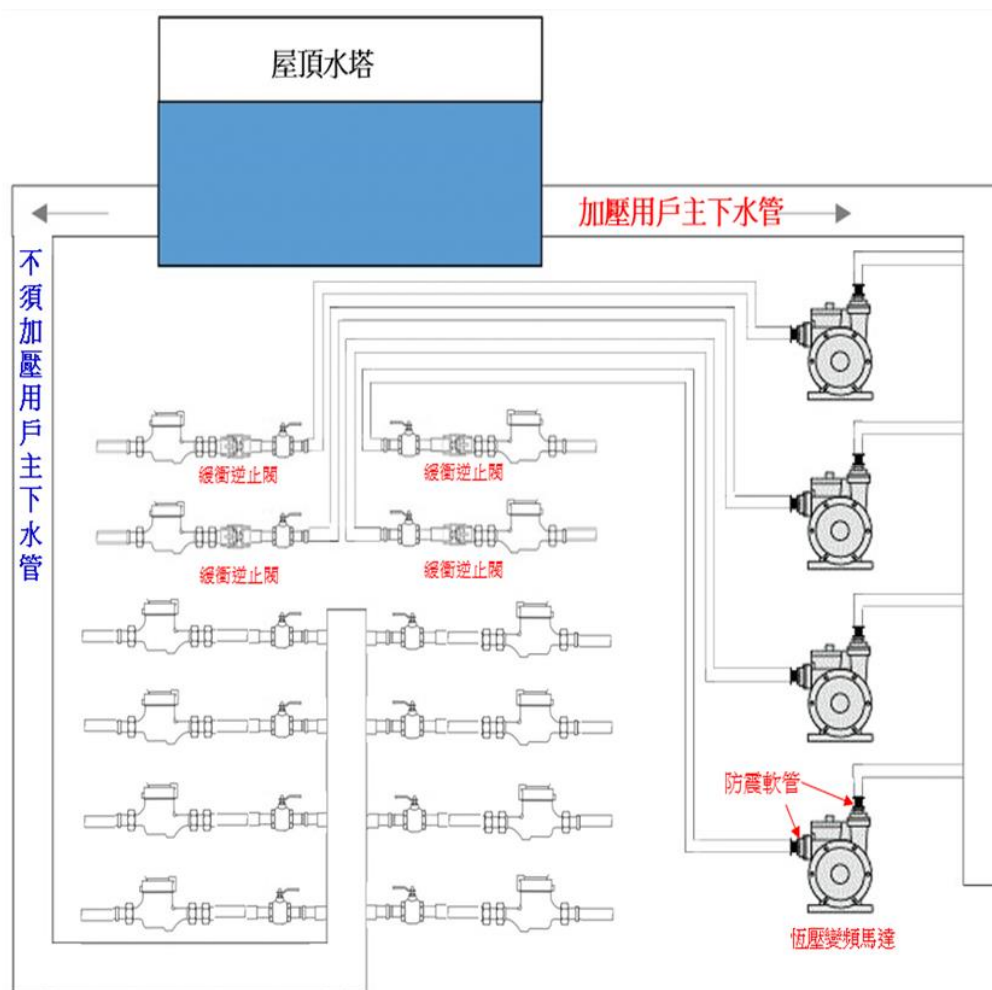 屋頂水塔
加壓用戶主下水管
不須加壓用戶主下水管
緩衝逆止閥
緩衝逆止閥
緩衝逆止閥
緩衝逆止閥
防震軟管
恆壓變頻馬達